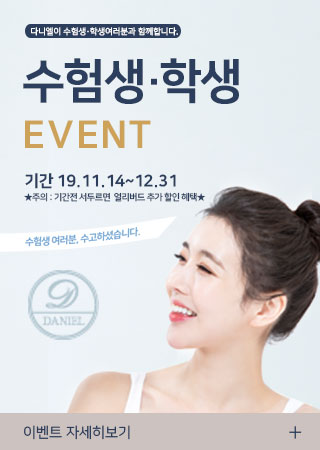 다니엘이 수험생·학생여러분과 함께합니다.
수험생·학생
EVENT
기간 19.11.14~12.31
★주의 : 기간전 서두르면 얼리버드 추가 할인 혜택★
수험생 여러분, 수고하셨습니다.
D
DANIEL
이벤트 자세히보기 +